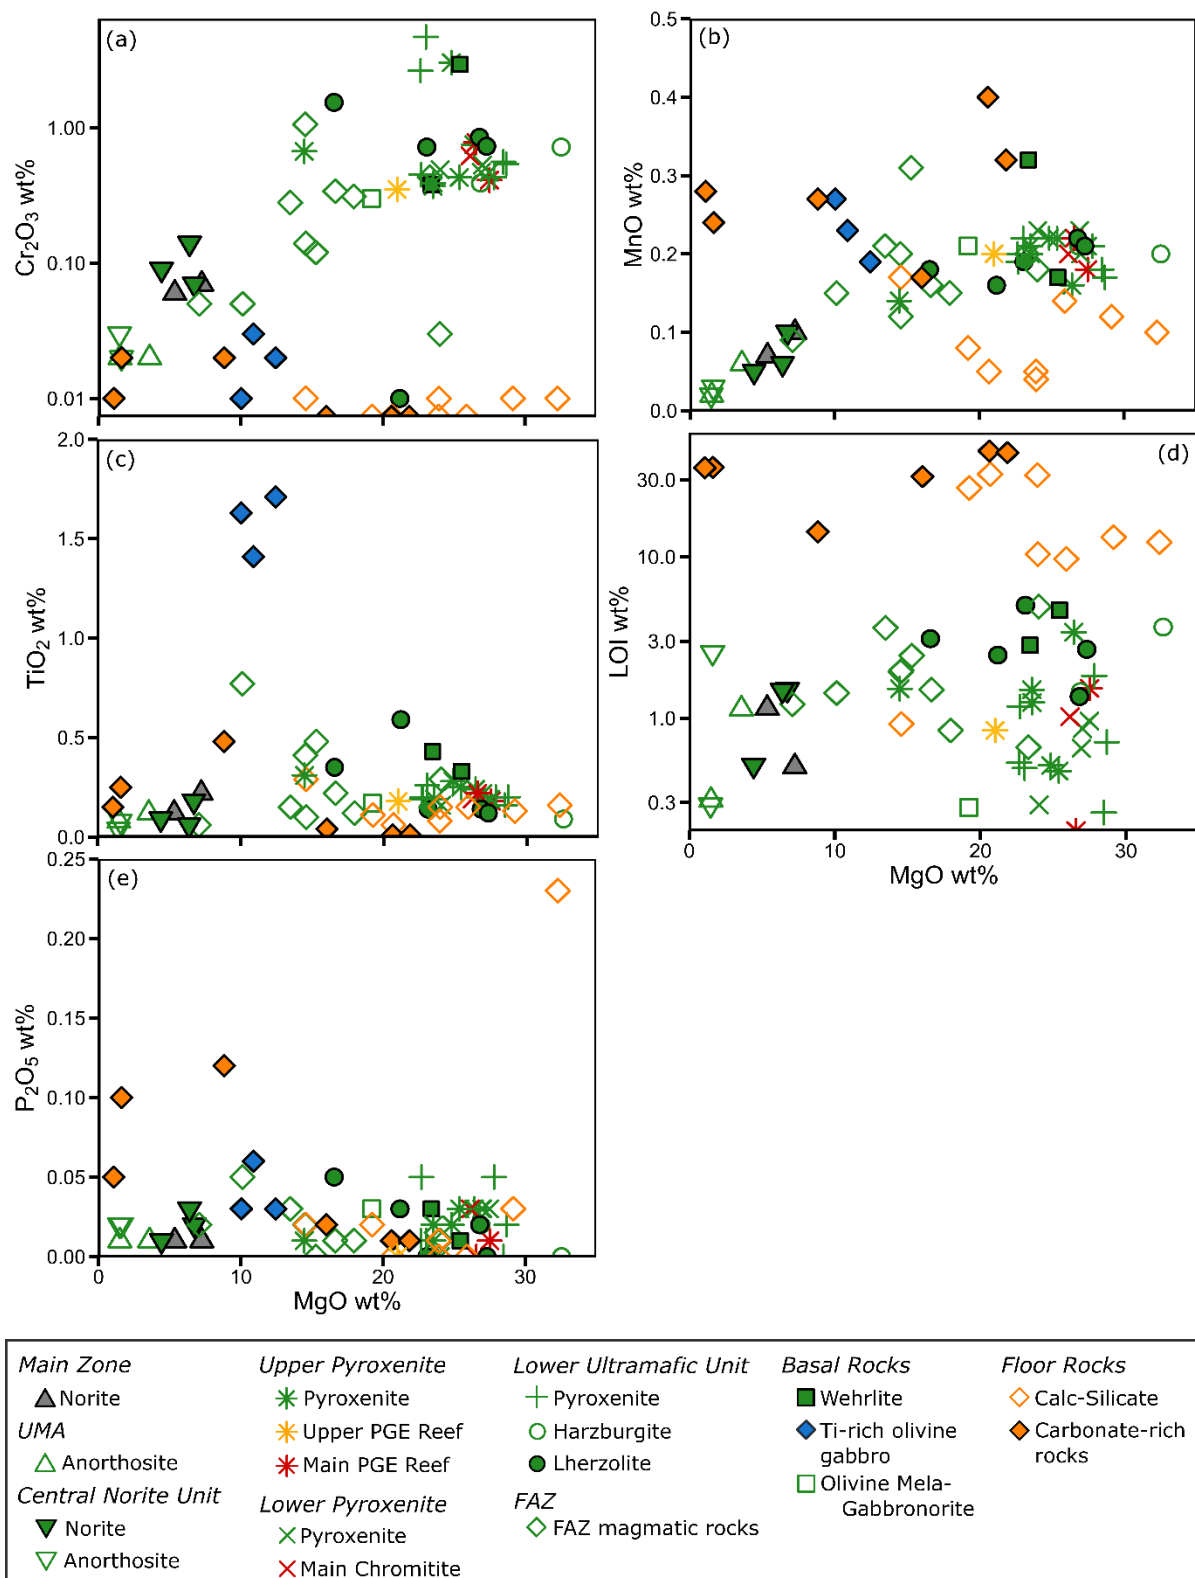 (a)
Cr₂O₃ wt%
1.00
0.10
0.01
(b)
MnO wt%
0.5
0.4
0.3
0.2
0.1
0.0
(c)
TiO₂ wt%
2.0
1.5
1.0
0.5
0.0
(d)
LOI wt%
30.0
10.0
3.0
1.0
0.3
0 10 20 30
MgO wt%
(e)
P₂O₅ wt%
0.25
0.20
0.15
0.10
0.05
0.00
0 10 20 30
MgO wt%
Main Zone
Norite
UMA
Anorthosite
Central Norite Unit
Norite
Anorthosite
Upper Pyroxenite
Pyroxenite
Upper PGE Reef
Main PGE Reef
Lower Pyroxenite
Pyroxenite
Main Chromitite
Lower Ultramafic Unit
Pyroxenite
Harzburgite
Lherzolite
FAZ
FAZ magmatic rocks
Basal Rocks
Wehrlite
Ti-rich olivine
gabbro
Olivine Mela-
Gabbronorite
Floor Rocks
Calc-Silicate
Carbonate-rich
rocks